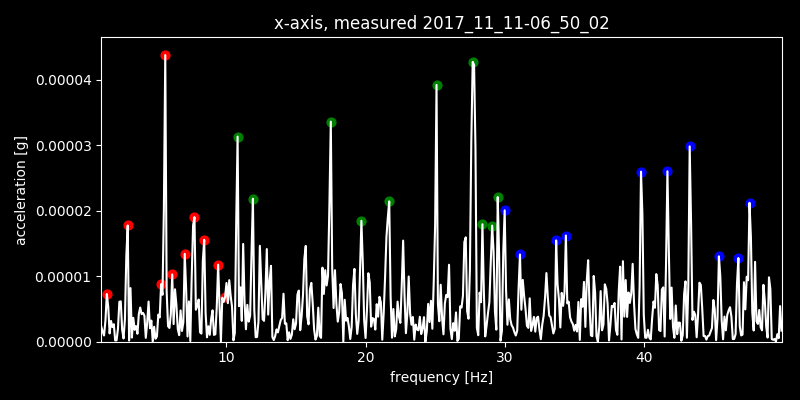 x-axis, measured 2017_11_11-06_50_02
acceleration [g]
0.00004
0.00003
0.00002
0.00001
0.00000
10 20 30 40
frequency [Hz]